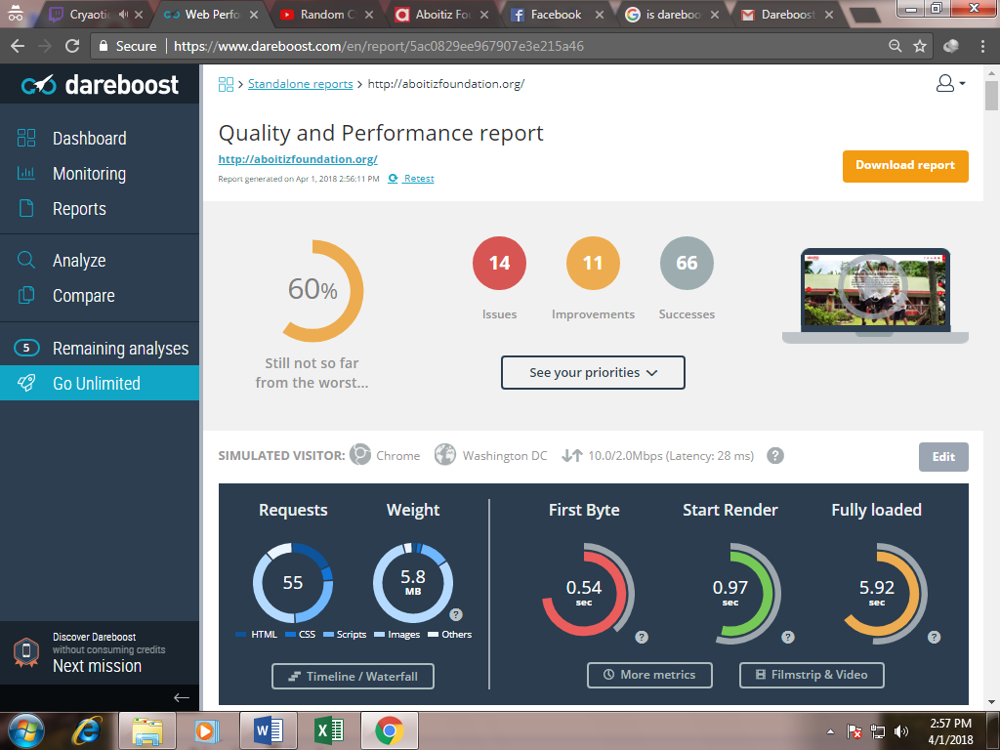 Cryaotic
Web Perfo
Random C
Aboitiz Fou
Facebook
is dareboo
Dareboost
Secure
https://www.dareboost.com/en/report/5ac0829ee967907e3e215a46
dareboost
Dashboard
Monitoring
Reports
Analyze
Compare
5 Remaining analyses
Go Unlimited
Discover Dareboost
without consuming credits
Next mission
> Standalone reports > http://aboitizfoundation.org/
Quality and Performance report
http://aboitizfoundation.org/
Report generated on Apr 1, 2018 2:56:11 PM Retest
Download report
60%
Still not so far
from the worst...
14
Issues
11
Improvements
66
Successes
See your priorities
SIMULATED VISITOR: Chrome Washington DC 10.0/2.0Mbps (Latency: 28 ms) ?
Edit
Requests
55
Weight
5.8
MB
?
HTML CSS Scripts Images Others
Timeline / Waterfall
First Byte
0.54
sec
?
Start Render
0.97
sec
?
Fully loaded
5.92
sec
?
More metrics
Filmstrip & Video
2:57 PM
4/1/2018